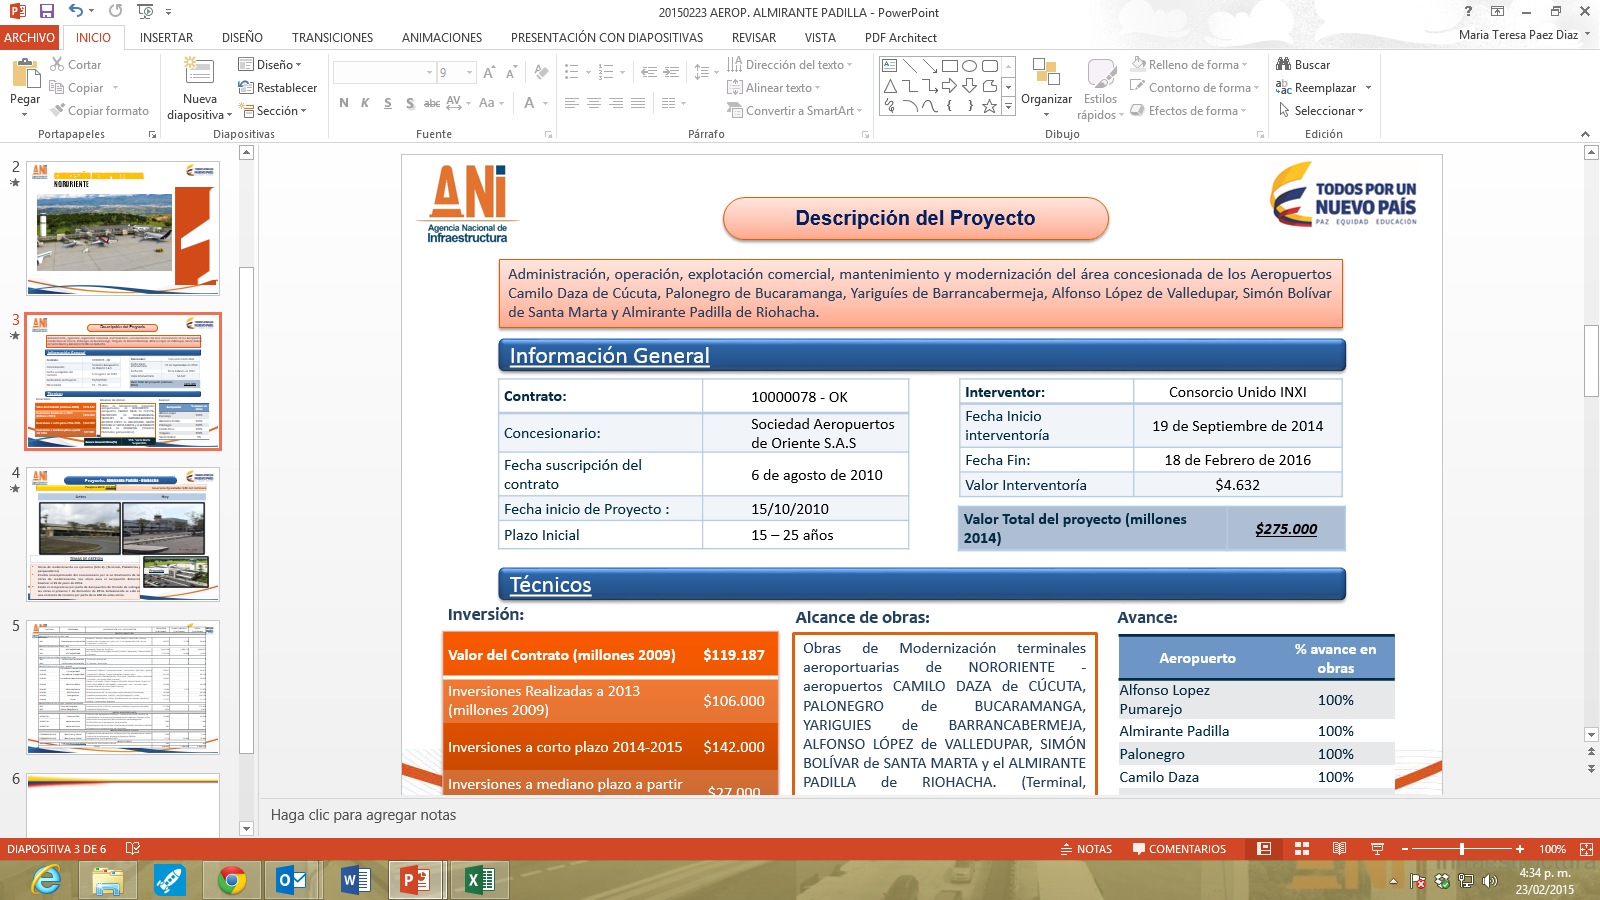 20150223 AEROP. ALMIRANTE PADILLA - PowerPoint
ARCHIVO INICIO INSERTAR DISEÑO TRANSICIONES ANIMACIONES PRESENTACIÓN CON DIAPOSITIVAS REVISAR VISTA PDF Architect
Maria Teresa Paez Diaz
Pegar
Cortar
Copiar
Copiar formato
Portapapeles
Nueva
diapositiva
Diseño
Restablecer
Sección
Diapositivas
9
N K S S abc AV Aa A
Fuente
Dirección del texto
Alinear texto
Convertir a SmartArt
Párrafo
Organizar
Estilos
rápidos
Relleno de forma
Contorno de forma
Efectos de forma
Dibujo
Buscar
Reemplazar
Seleccionar
Edición
2
NORORIENTE
3
4
5
6
ANI
Agencia Nacional de
Infraestructura
Descripción del Proyecto
TODOS POR UN
NUEVO PAÍS
PAZ EQUIDAD EDUCACIÓN
Administración, operación, explotación comercial, mantenimiento y modernización del área concesionada de los Aeropuertos
Camilo Daza de Cúcuta, Palonegro de Bucaramanga, Yariguíes de Barrancabermeja, Alfonso López de Valledupar, Simón Bolívar
de Santa Marta y Almirante Padilla de Riohacha.
Información General
Contrato: 10000078 - OK
Concesionario: Sociedad Aeropuertos
de Oriente S.A.S
Fecha suscripción del
contrato
6 de agosto de 2010
Fecha inicio de Proyecto : 15/10/2010
Plazo Inicial 15 – 25 años
Interventor: Consorcio Unido INXI
Fecha Inicio
interventoría
19 de Septiembre de 2014
Fecha Fin: 18 de Febrero de 2016
Valor Interventoría $4.632
Valor Total del proyecto (millones
2014)
$275.000
Técnicos
Inversión:
Valor del Contrato (millones 2009) $119.187
Inversiones Realizadas a 2013
(millones 2009)
$106.000
Inversiones a corto plazo 2014-2015 $142.000
Inversiones a mediano plazo a partir
$27.000
Alcance de obras:
Obras de Modernización terminales
aeroportuarias de NORORIENTE -
aeropuertos CAMILO DAZA de CÚCUTA,
PALONEGRO de BUCARAMANGA,
YARIGUIES de BARRANCABERMEJA,
ALFONSO LÓPEZ de VALLEDUPAR, SIMÓN
BOLÍVAR de SANTA MARTA y el ALMIRANTE
PADILLA de RIOHACHA. (Terminal,
Avance:
Aeropuerto % avance en
obras
Alfonso Lopez
Pumarejo
100%
Almirante Padilla 100%
Palonegro 100%
Camilo Daza 100%
Haga clic para agregar notas
DIAPOSITIVA 3 DE 6
NOTAS COMENTARIOS 100%
4:34 p. m.
23/02/2015